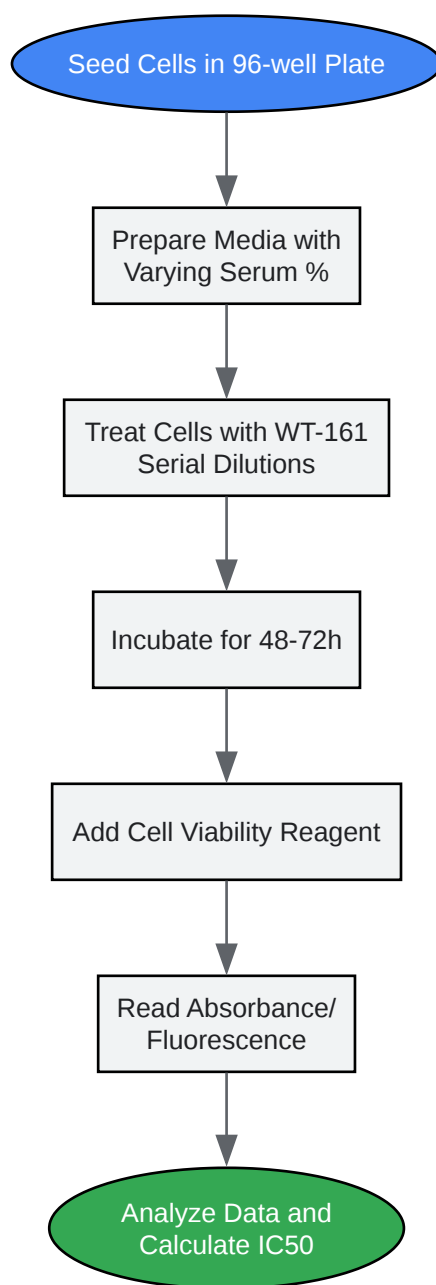 Seed Cells in 96-well Plate
Prepare Media with
Varying Serum %
Treat Cells with WT-161
Serial Dilutions
Incubate for 48-72h
Add Cell Viability Reagent
Read Absorbance/
Fluorescence
Analyze Data and
Calculate IC50